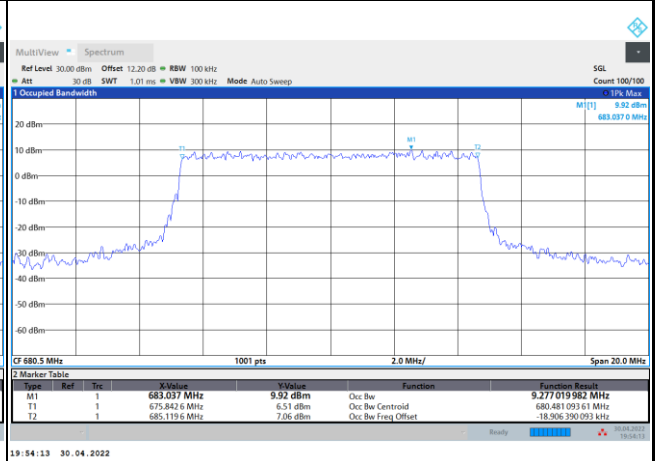 MultiView Spectrum
Ref Level 30.00 dBm Offset 12.20 dB RBW 100 kHz SGL
Att 30 dB SWT 1.01 ms VBW 300 kHz Mode Auto Sweep Count 100/100
1 Occupied Bandwidth 1Pk Max
M1[1] 9.92 dBm
683.037 0 MHz
20 dBm
M1
T1 T2
10 dBm
0 dBm
-10 dBm
-20 dBm
-30 dBm
-40 dBm
-50 dBm
-60 dBm
CF 680.5 MHz 1001 pts 2.0 MHz/ Span 20.0 MHz
2 Marker Table
Type Ref Trc X-Value Y-Value Function Function Result
M1 1 683.037 MHz 9.92 dBm Occ Bw 9.277 019 982 MHz
T1 1 675.842 6 MHz 6.51 dBm Occ Bw Centroid 680.481 093 61 MHz
T2 1 685.119 6 MHz 7.06 dBm Occ Bw Freq Offset -18.906 390 093 kHz
Ready 30.04.2022
19:54:13
19:54:13 30.04.2022